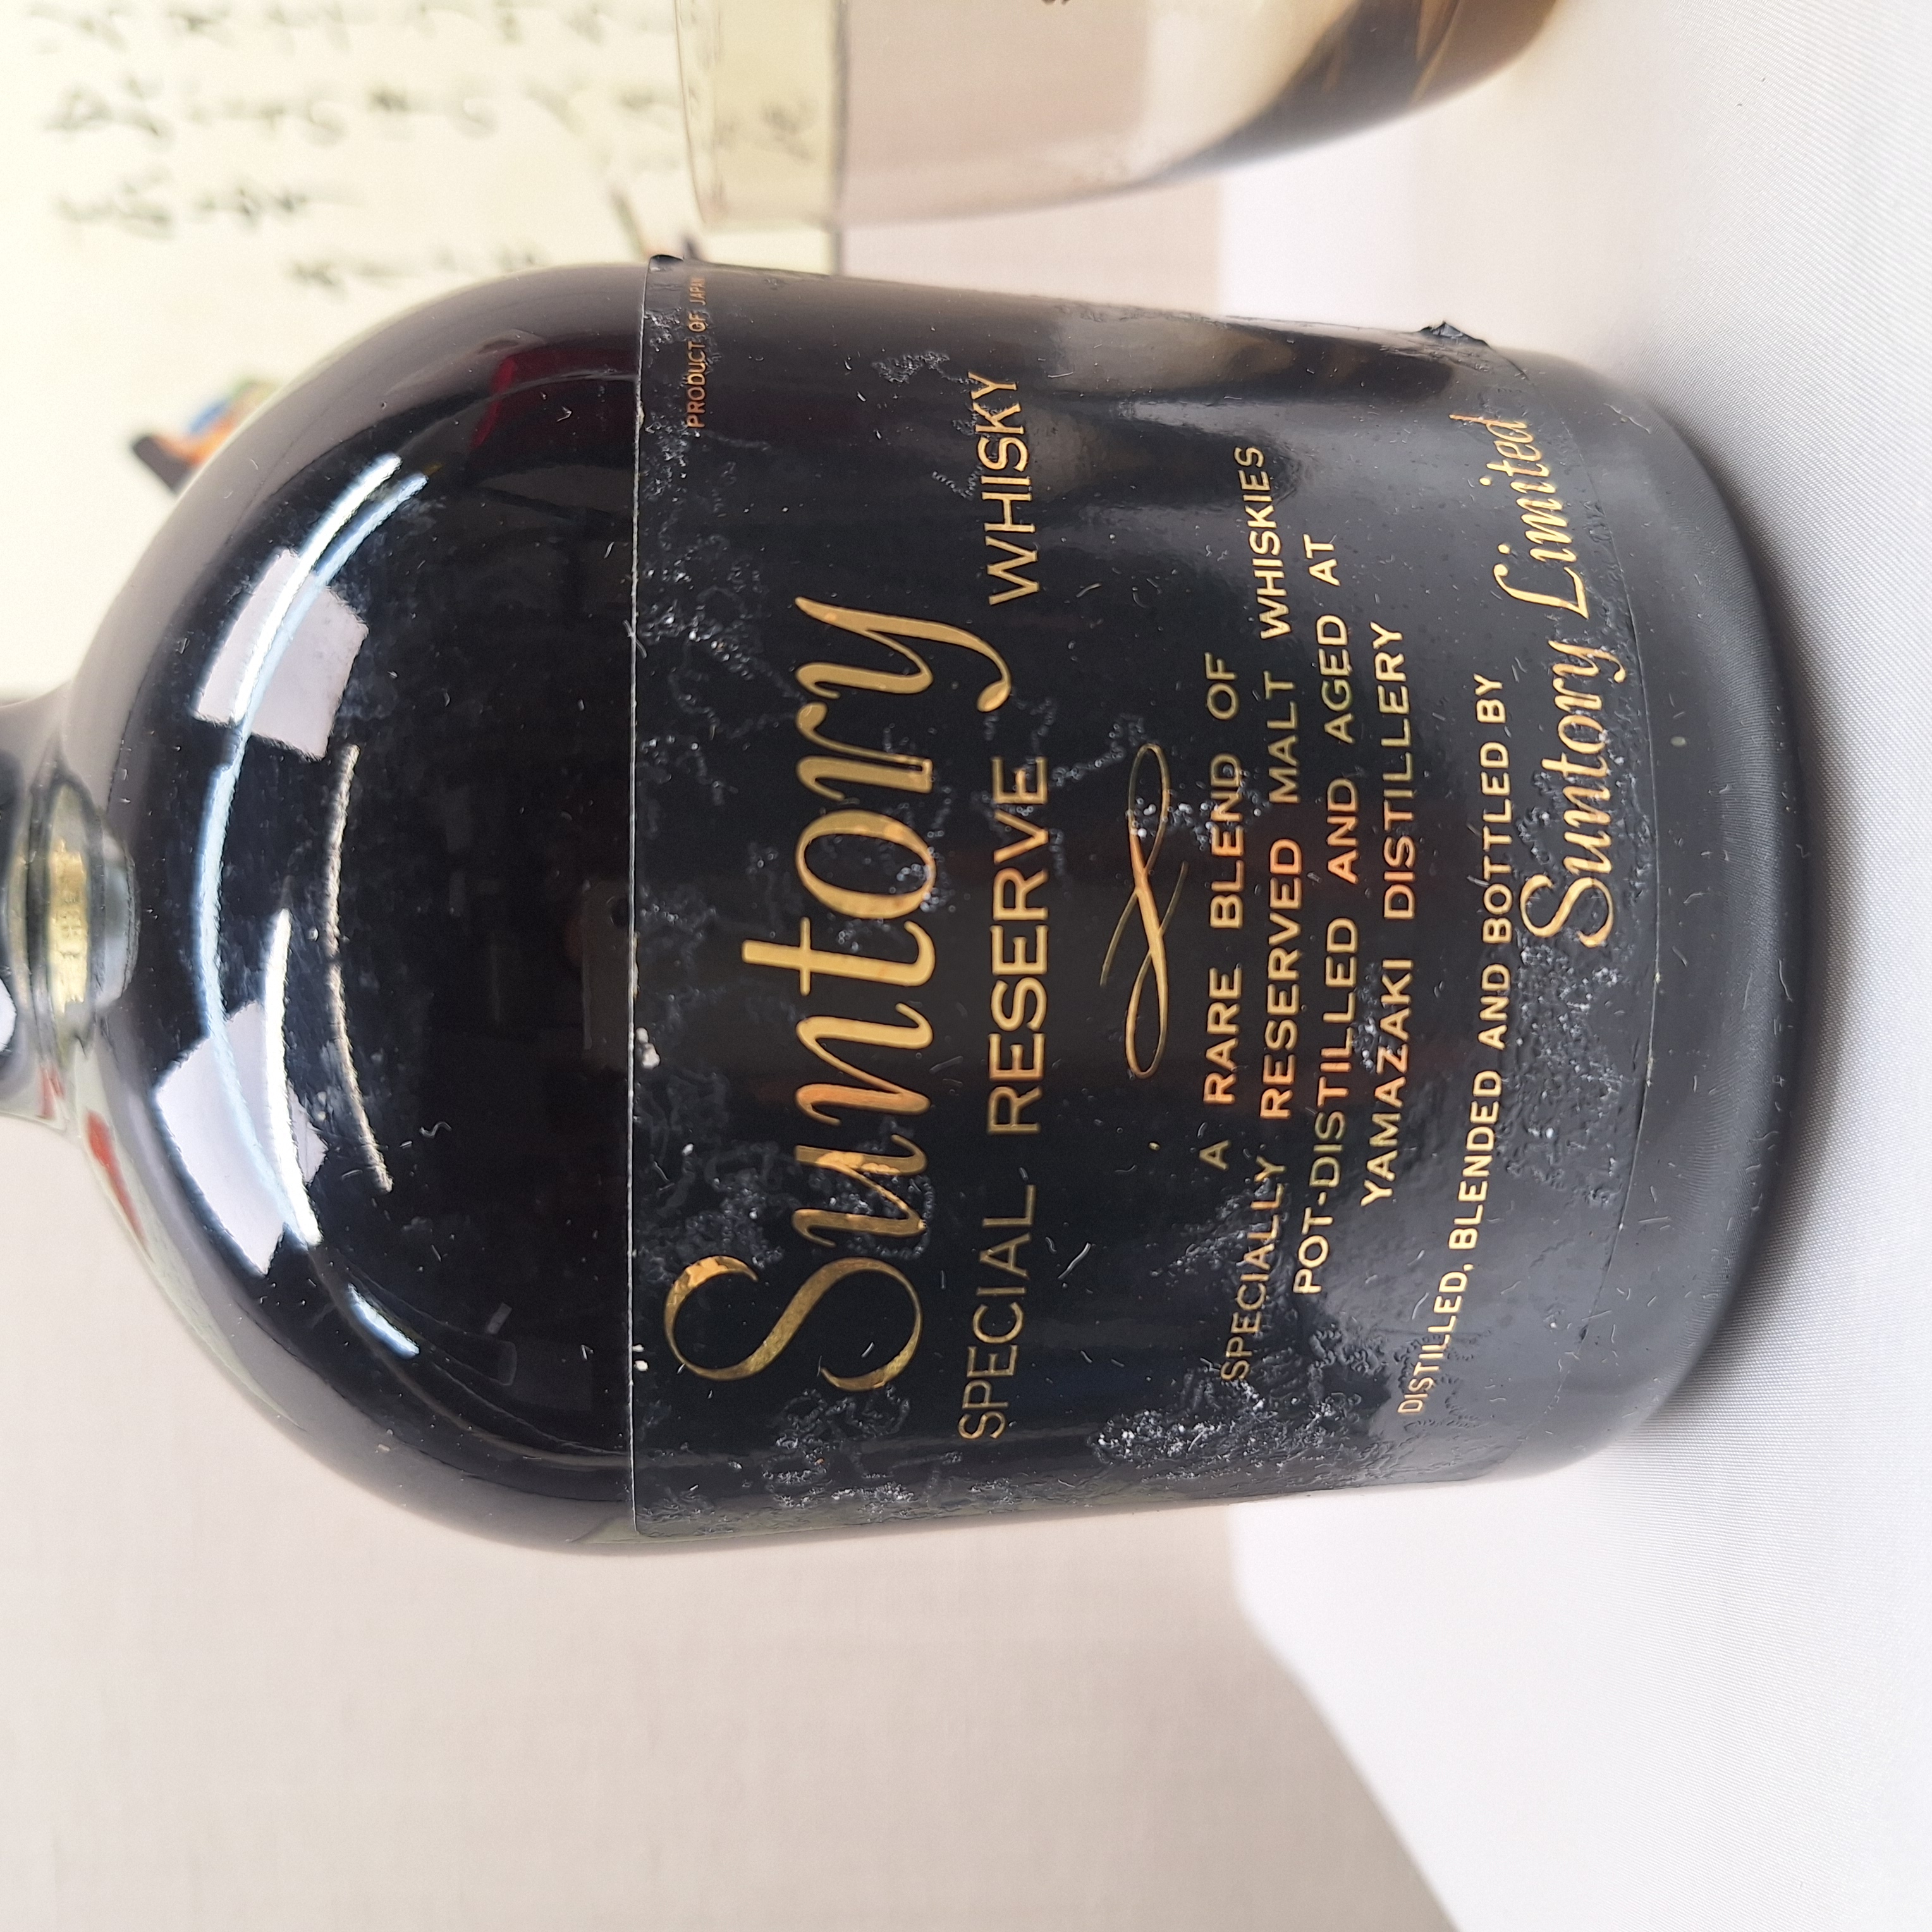 PRODUCT OF JAPAN
Suntory
SPECIAL RESERVE WHISKY
A RARE BLEND OF
SPECIALLY RESERVED MALT WHISKIES
POT-DISTILLED AND AGED AT
YAMAZAKI DISTILLERY
DISTILLED, BLENDED AND BOTTLED BY
Suntory Limited